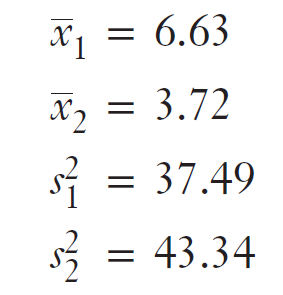 x̅₁ = 6.63
x̅₂ = 3.72
s₁² = 37.49
s₂² = 43.34